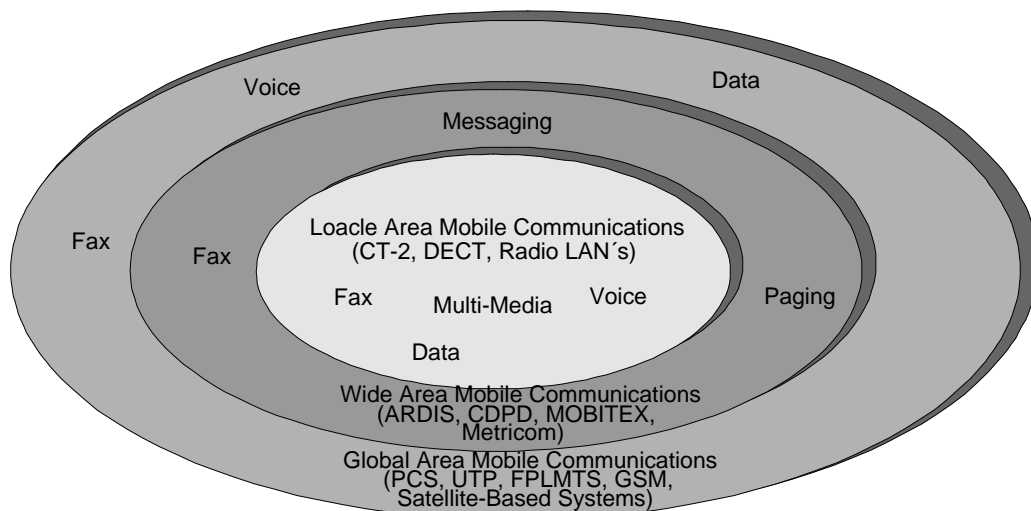 Voice
Data
Messaging
Loacle Area Mobile Communications
(CT-2, DECT, Radio LAN´s)
Fax
Fax
Fax
Multi-Media
Voice
Paging
Data
Wide Area Mobile Communications
(ARDIS, CDPD, MOBITEX,
Metricom)
Global Area Mobile Communications
(PCS, UTP, FPLMTS, GSM,
Satellite-Based Systems)